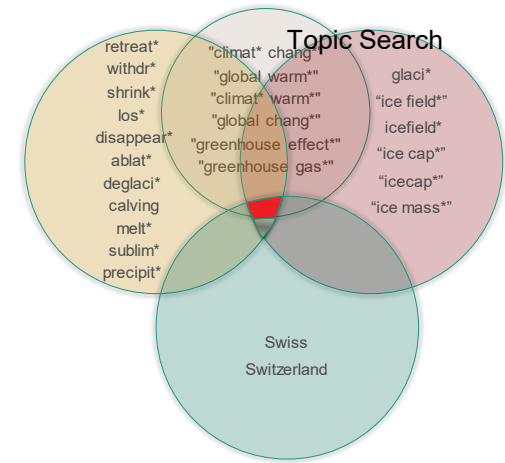 Topic Search
retreat*
withdr*
shrink*
los*
disappear*
ablat*
deglaci*
calving
melt*
sublim*
precipit*
"climat* chang*"
"global warm*"
"climat* warm*"
"global chang*"
"greenhouse effect*"
"greenhouse gas*"
glaci*
“ice field*”
icefield*
“ice cap*”
“icecap*”
“ice mass*”
Swiss
Switzerland